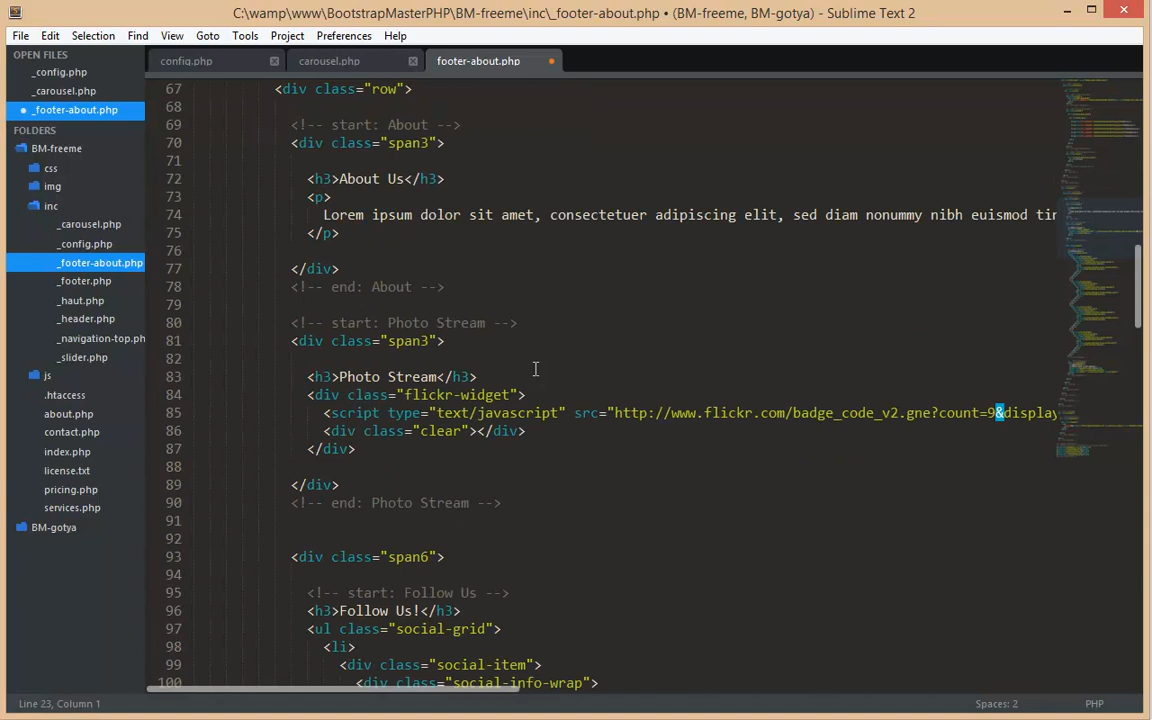 C:\wamp\www\BootstrapMasterPHP\BM-freeme\inc\_footer-about.php • (BM-freeme, BM-gotya) - Sublime Text 2
File Edit Selection Find View Goto Tools Project Preferences Help
OPEN FILES
_config.php
_carousel.php
_footer-about.php
FOLDERS
BM-freeme
css
img
inc
_carousel.php
_config.php
_footer-about.php
_footer.php
_haut.php
_header.php
_navigation-top.ph
_slider.php
js
.htaccess
about.php
contact.php
index.php
license.txt
pricing.php
services.php
BM-gotya
config.php carousel.php footer-about.php
67 <div class="row">
68
69 <!-- start: About -->
70 <div class="span3">
71
72 <h3>About Us</h3>
73 <p>
74 Lorem ipsum dolor sit amet, consectetuer adipiscing elit, sed diam nonummy nibh euismod tin
75 </p>
76
77 </div>
78 <!-- end: About -->
79
80 <!-- start: Photo Stream -->
81 <div class="span3">
82
83 <h3>Photo Stream</h3>
84 <div class="flickr-widget">
85 <script type="text/javascript" src="http://www.flickr.com/badge_code_v2.gne?count=9&display
86 <div class="clear"></div>
87 </div>
88
89 </div>
90 <!-- end: Photo Stream -->
91
92
93 <div class="span6">
94
95 <!-- start: Follow Us -->
96 <h3>Follow Us!</h3>
97 <ul class="social-grid">
98 <li>
99 <div class="social-item">
100 <div class="social-info-wrap">
Line 23, Column 1 Spaces: 2 PHP